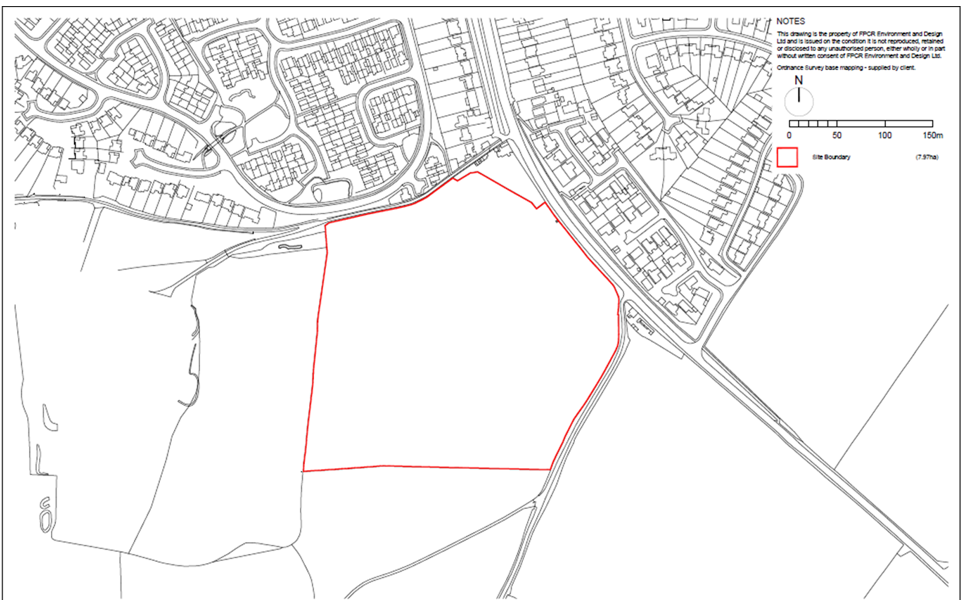 NOTES
This drawing is the property of FPCR Environment and Design
Ltd and is issued on the condition it is not reproduced, retained
or disclosed to any unauthorised person, either wholly or in part
without written consent of FPCR Environment and Design Ltd.
Ordnance Survey base mapping - supplied by client.
N
0 50 100 150m
Site Boundary (7.97ha)